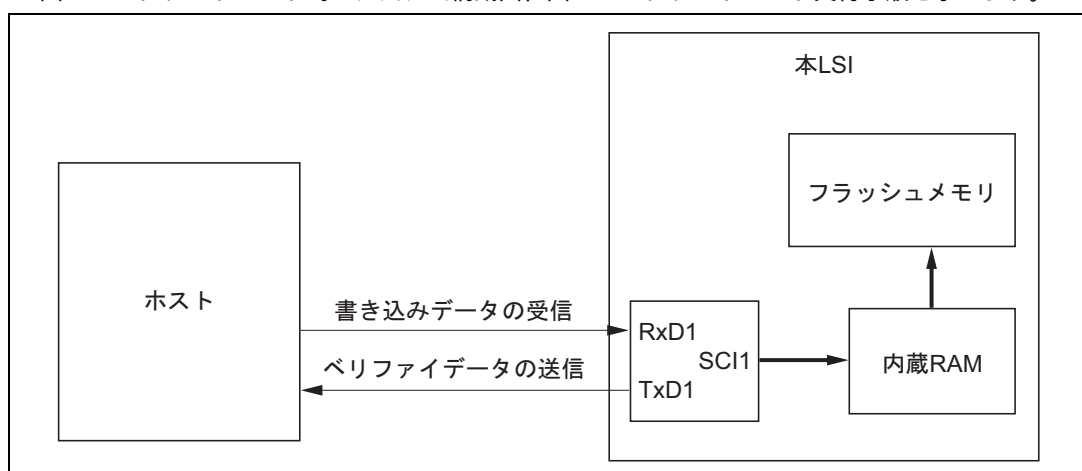 本LSI
フラッシュメモリ
ホスト
書き込みデータの受信
RxD1
SCI1
内蔵RAM
ベリファイデータの送信
TxD1